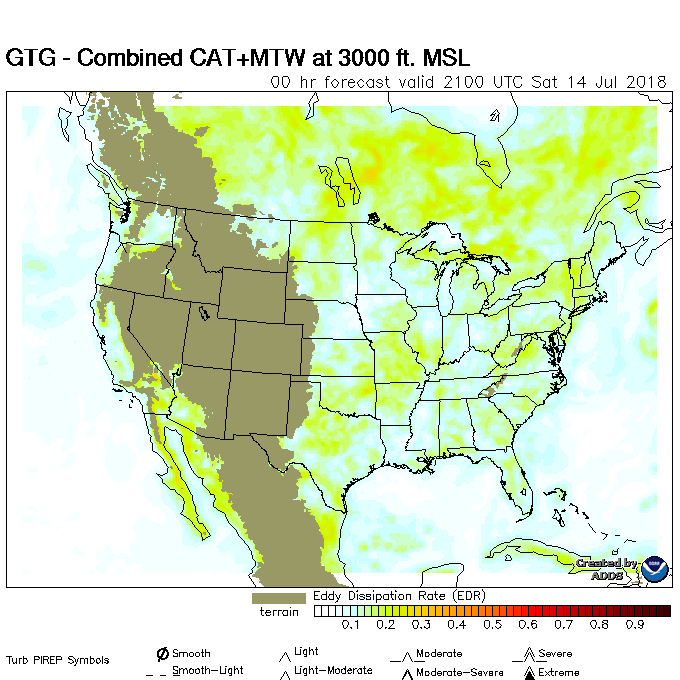 GTG - Combined CAT+MTW at 3000 ft. MSL
00 hr forecast valid 2100 UTC Sat 14 Jul 2018
Created by
ADDS
Eddy Dissipation Rate (EDR)
terrain
0.1 0.2 0.3 0.4 0.5 0.6 0.7 0.8 0.9
Turb PIREP Symbols
Smooth Light Moderate Severe
Smooth-Light Light-Moderate Moderate-Severe Extreme